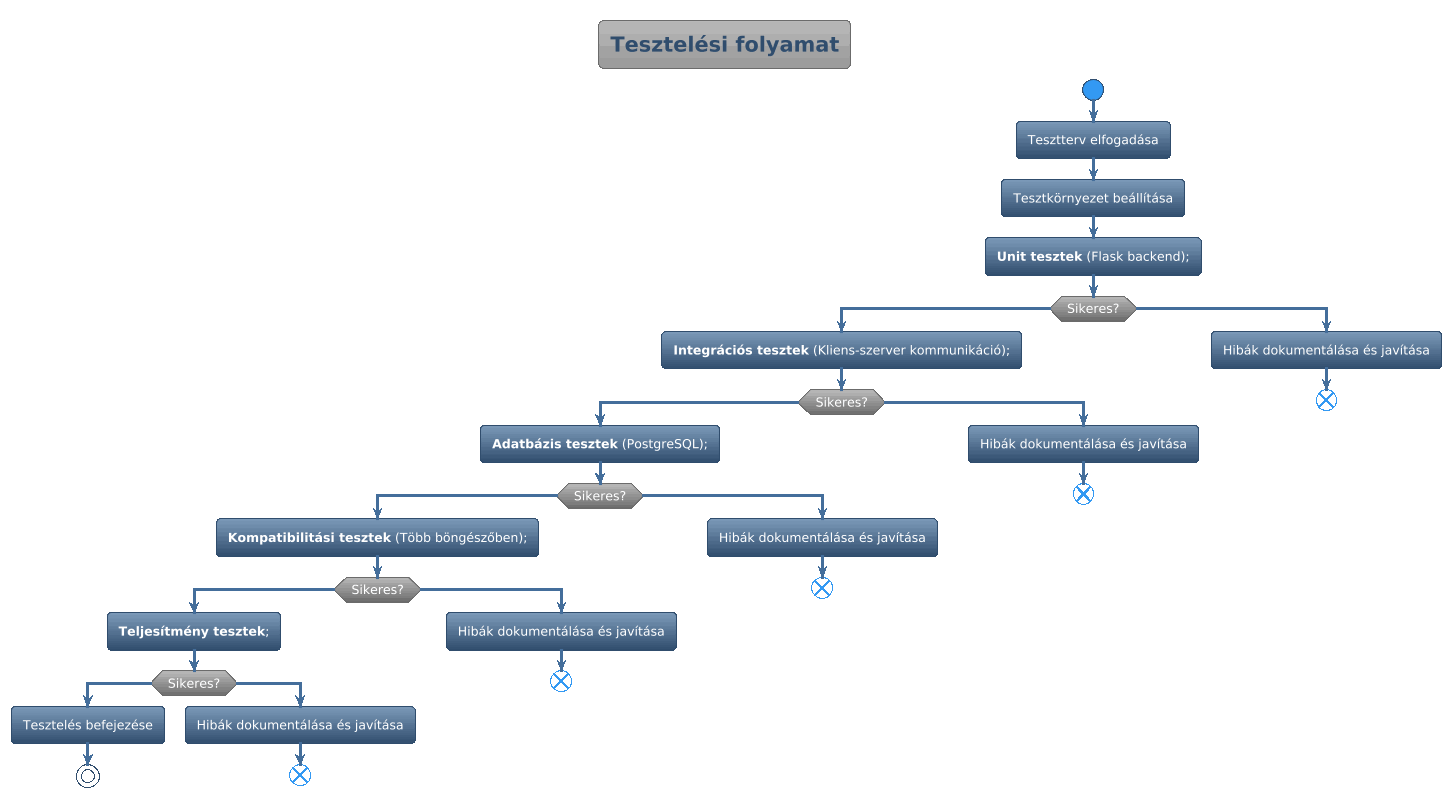 Tesztelési folyamat
Tesztterv elfogadása
Tesztkörnyezet beállítása
Unit tesztek (Flask backend);
Sikeres?
Integrációs tesztek (Kliens-szerver kommunikáció);
Hibák dokumentálása és javítása
Sikeres?
Adatbázis tesztek (PostgreSQL);
Hibák dokumentálása és javítása
Sikeres?
Kompatibilitási tesztek (Több böngészőben);
Hibák dokumentálása és javítása
Sikeres?
Teljesítmény tesztek;
Hibák dokumentálása és javítása
Sikeres?
Tesztelés befejezése
Hibák dokumentálása és javítása